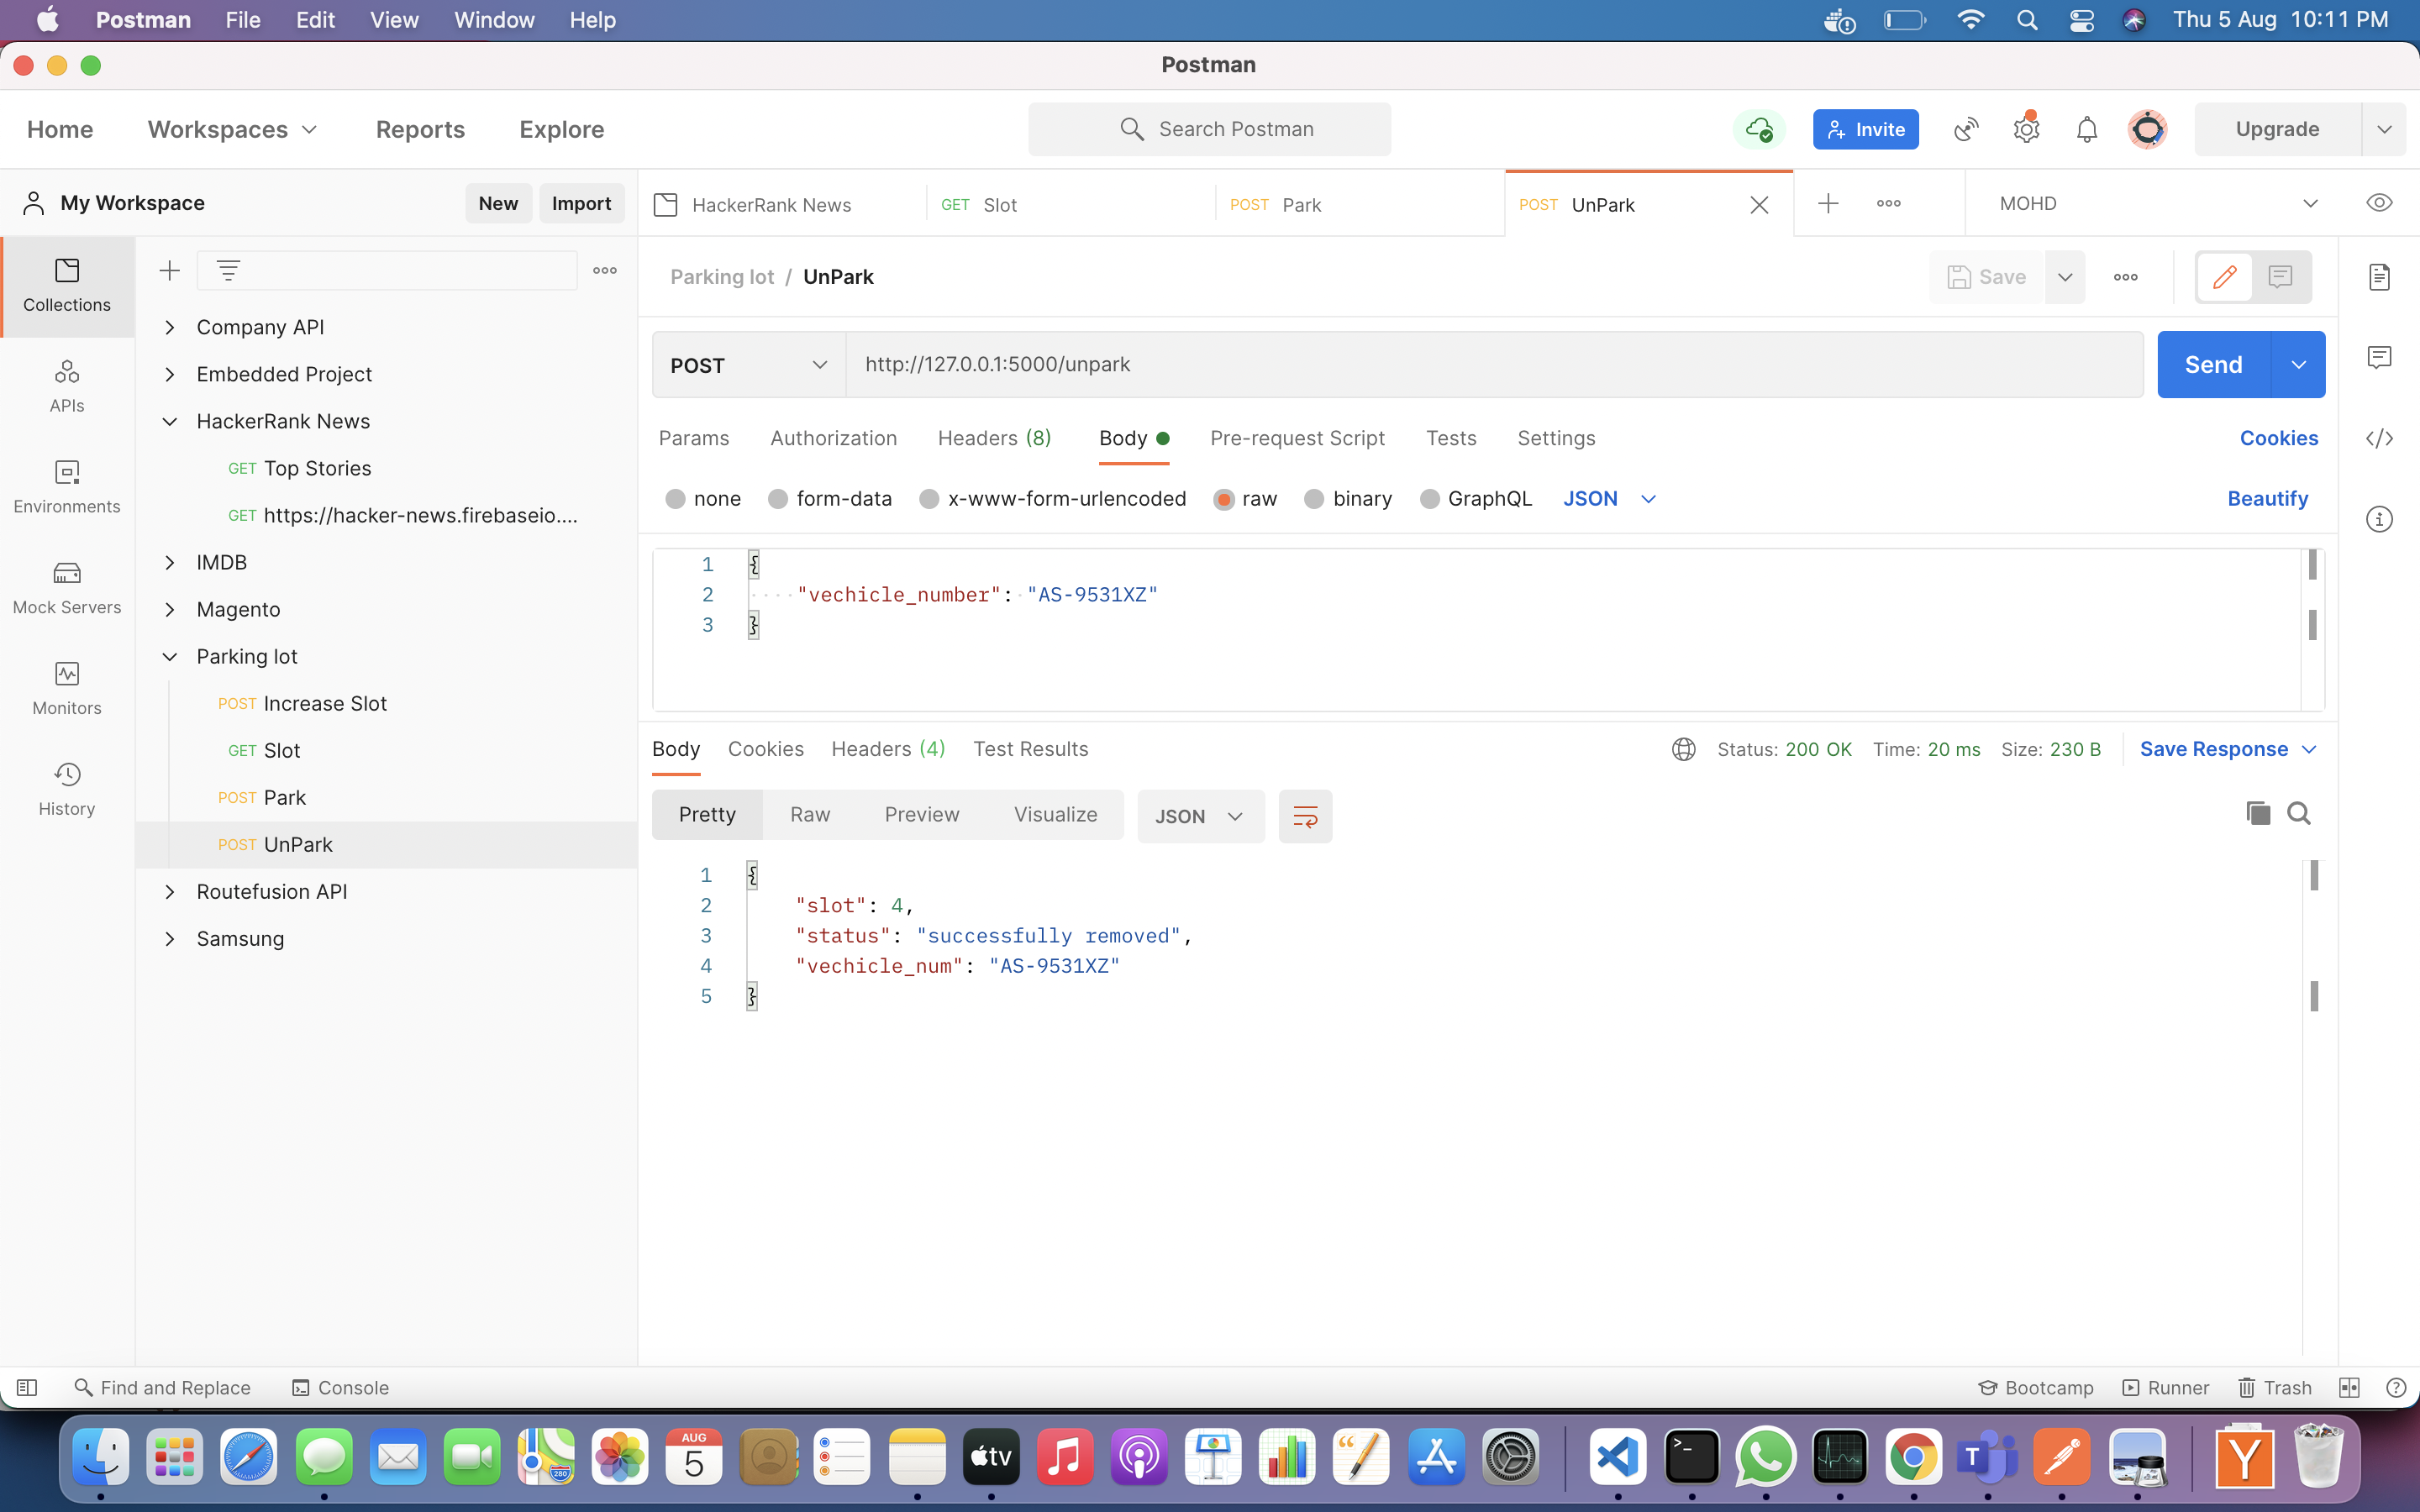 Postman File Edit View Window Help Thu 5 Aug 10:11 PM
Postman
Home Workspaces Reports Explore Search Postman Invite Upgrade
My Workspace New Import HackerRank News GET Slot POST Park POST UnPark MOHD
Collections
APIs
Environments
Mock Servers
Monitors
History
Company API
Embedded Project
HackerRank News
GET Top Stories
GET https://hacker-news.firebaseio....
IMDB
Magento
Parking lot
POST Increase Slot
GET Slot
POST Park
POST UnPark
Routefusion API
Samsung
Parking lot / UnPark Save
POST http://127.0.0.1:5000/unpark Send
Params Authorization Headers (8) Body Pre-request Script Tests Settings Cookies
none form-data x-www-form-urlencoded raw binary GraphQL JSON Beautify
1 {
2 "vechicle_number": "AS-9531XZ"
3 }
Body Cookies Headers (4) Test Results Status: 200 OK Time: 20 ms Size: 230 B Save Response
Pretty Raw Preview Visualize JSON
1 {
2 "slot": 4,
3 "status": "successfully removed",
4 "vechicle_num": "AS-9531XZ"
5 }
Find and Replace Console Bootcamp Runner Trash
AUG
5
280
tv
T
Y